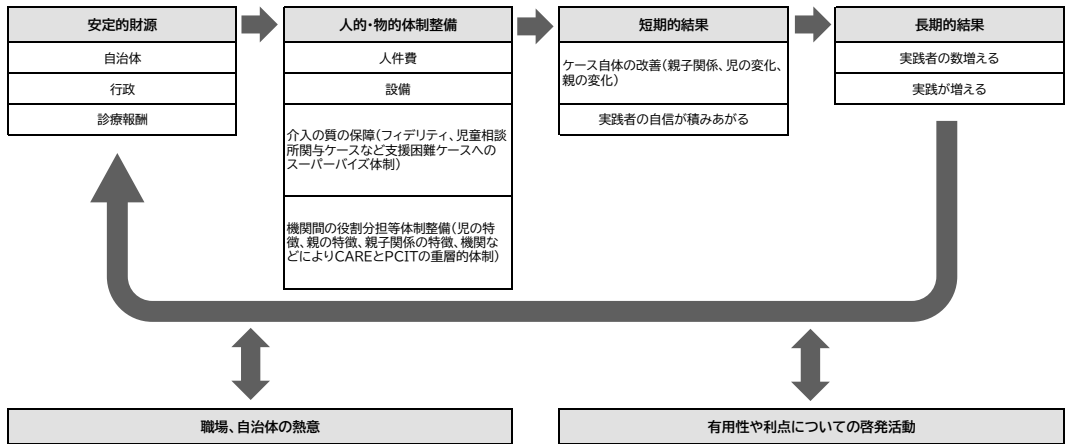 安定的財源
自治体
行政
診療報酬
人的・物的体制整備
人件費
設備
介入の質の保障(フィデリティ、児童相談
所関与ケースなど支援困難ケースへの
スーパーバイズ体制)
機関間の役割分担等体制整備(児の特
徴、親の特徴、親子関係の特徴、機関な
どによりCAREとPCITの重層的体制)
短期的結果
ケース自体の改善(親子関係、児の変化、
親の変化)
実践者の自信が積みあがる
長期的結果
実践者の数増える
実践が増える
職場、自治体の熱意
有用性や利点についての啓発活動